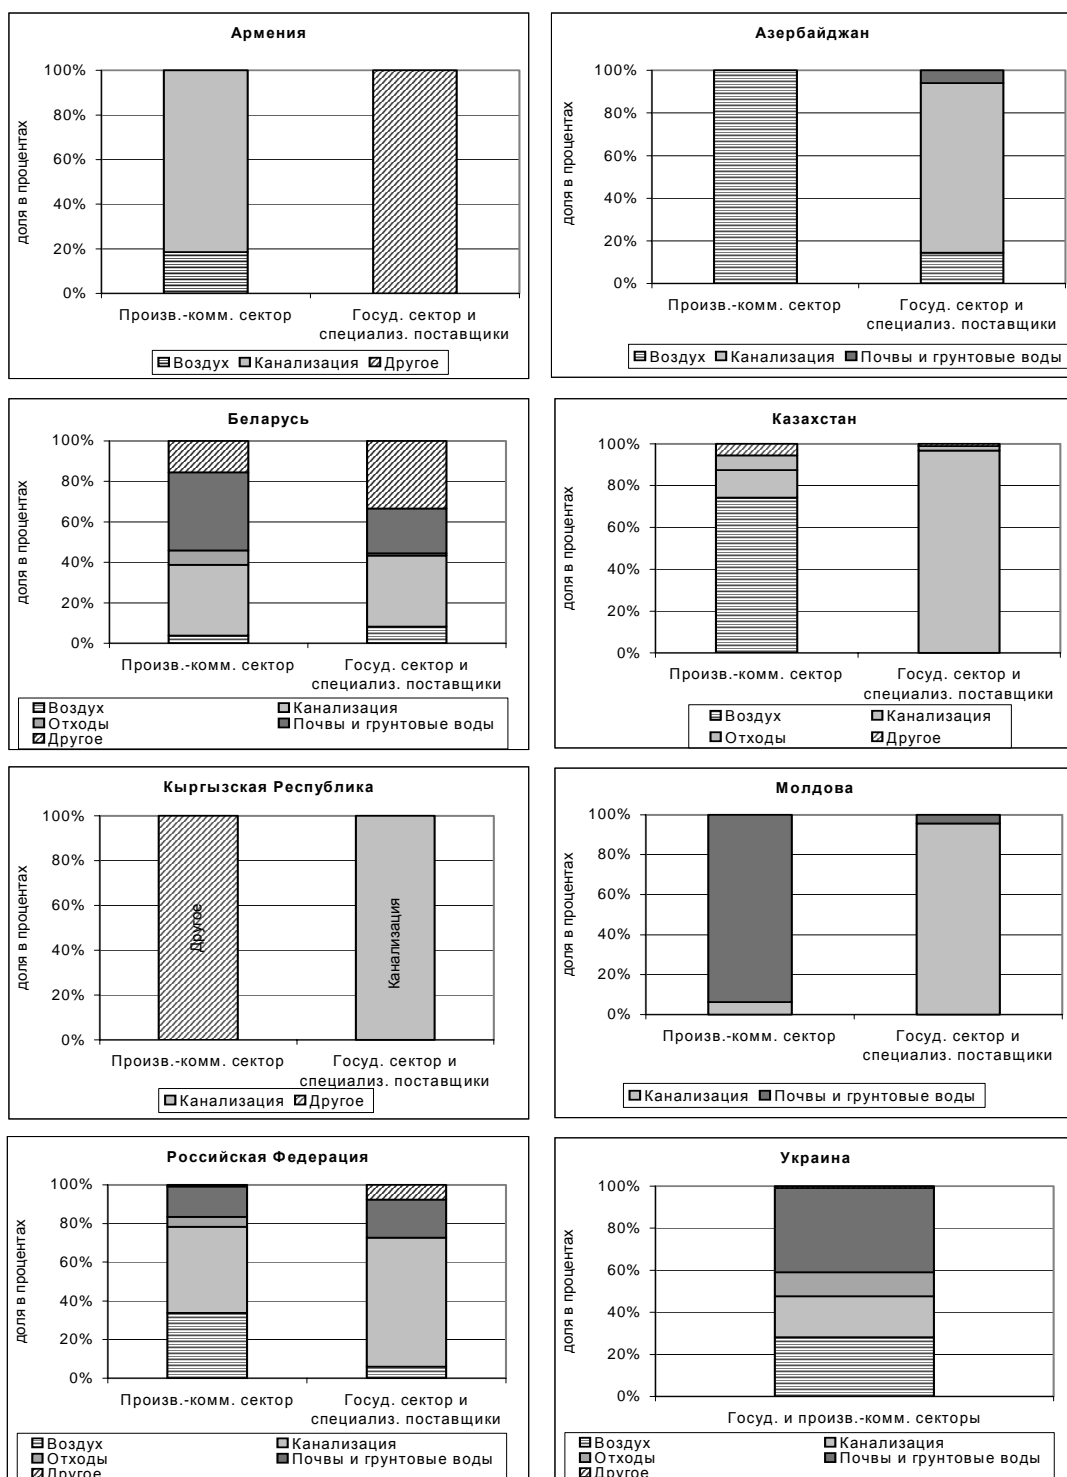 Армения
100%
80%
60%
40%
20%
0%
доля в процентах
Произв.-комм. сектор
Госуд. сектор и
специализ. поставщики
Воздух Канализация Другое
Азербайджан
100%
80%
60%
40%
20%
0%
доля в процентах
Произв.-комм. сектор
Госуд. сектор и
специализ. поставщики
Воздух Канализация Почвы и грунтовые воды
Беларусь
100%
80%
60%
40%
20%
0%
доля в процентах
Произв.-комм. сектор
Госуд. сектор и
специализ. поставщики
Воздух Канализация
Отходы Почвы и грунтовые воды
Другое
Казахстан
100%
80%
60%
40%
20%
0%
доля в процентах
Произв.-комм. сектор
Госуд. сектор и
специализ. поставщики
Воздух Канализация
Отходы Другое
Кыргызская Республика
100%
80%
60%
40%
20%
0%
доля в процентах
Другое
Канализация
Произв.-комм. сектор
Госуд. сектор и
специализ. поставщики
Канализация Другое
Молдова
100%
80%
60%
40%
20%
0%
доля в процентах
Произв.-комм. сектор
Госуд. сектор и
специализ. поставщики
Канализация Почвы и грунтовые воды
Российская Федерация
100%
80%
60%
40%
20%
0%
доля в процентах
Произв.-комм. сектор
Госуд. сектор и
специализ. поставщики
Воздух Канализация
Отходы Почвы и грунтовые воды
Другое
Украина
100%
80%
60%
40%
20%
0%
доля в процентах
Госуд. и произв.-комм. секторы
Воздух Канализация
Отходы Почвы и грунтовые воды
Другое